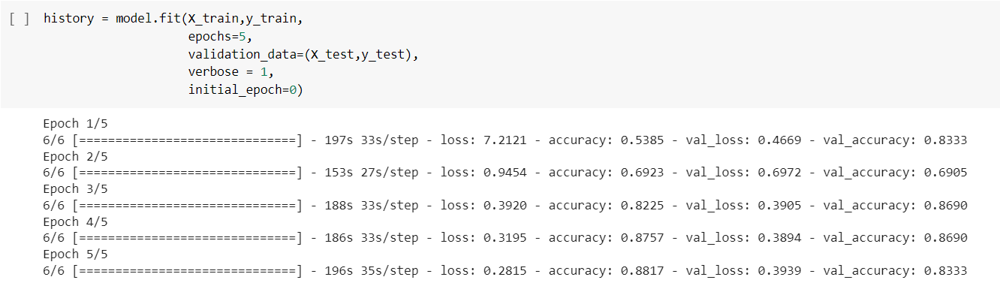 [ ] history = model.fit(X_train,y_train,
epochs=5,
validation_data=(X_test,y_test),
verbose = 1,
initial_epoch=0)
Epoch 1/5
6/6 [==============================] - 197s 33s/step - loss: 7.2121 - accuracy: 0.5385 - val_loss: 0.4669 - val_accuracy: 0.8333
Epoch 2/5
6/6 [==============================] - 153s 27s/step - loss: 0.9454 - accuracy: 0.6923 - val_loss: 0.6972 - val_accuracy: 0.6905
Epoch 3/5
6/6 [==============================] - 188s 33s/step - loss: 0.3920 - accuracy: 0.8225 - val_loss: 0.3905 - val_accuracy: 0.8690
Epoch 4/5
6/6 [==============================] - 186s 33s/step - loss: 0.3195 - accuracy: 0.8757 - val_loss: 0.3894 - val_accuracy: 0.8690
Epoch 5/5
6/6 [==============================] - 196s 35s/step - loss: 0.2815 - accuracy: 0.8817 - val_loss: 0.3939 - val_accuracy: 0.8333